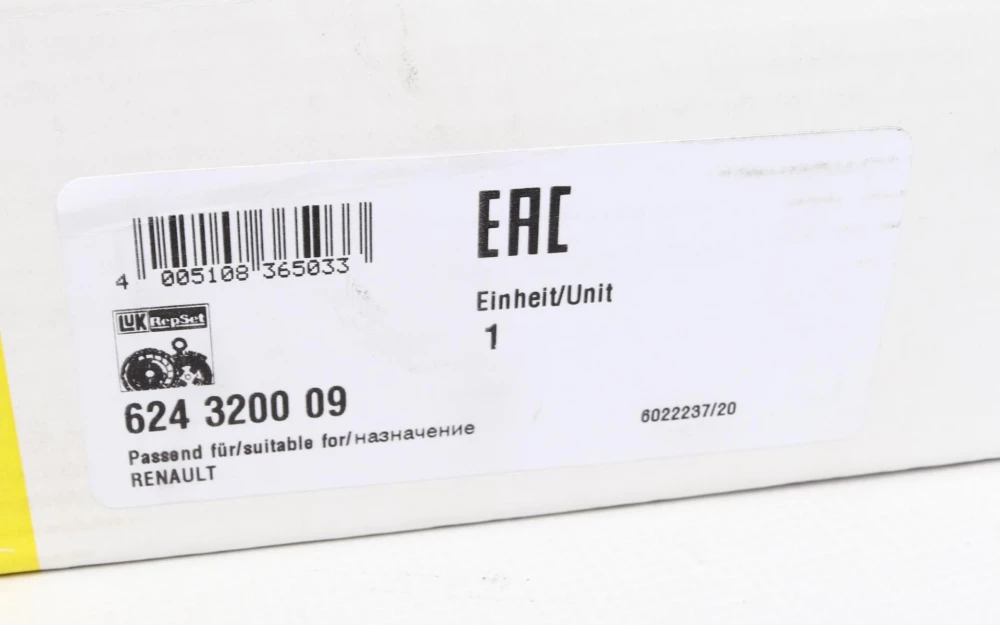 EAC
4 005108 365033
Einheit/Unit
1
LUK RepSet
624 3200 09
6022237/20
Passend für/suitable for/назначение
RENAULT